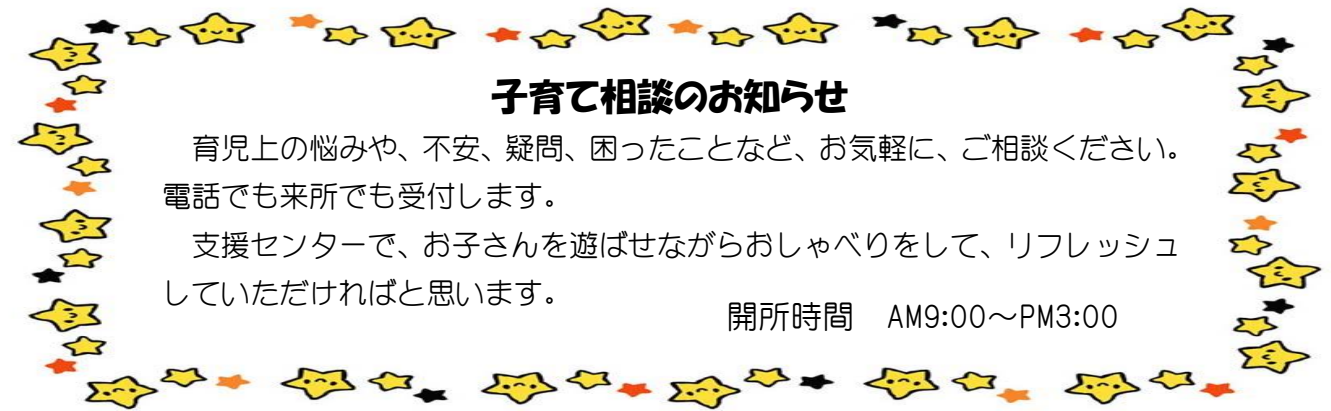 子育て相談のお知らせ
　育児上の悩みや、不安、疑問、困ったことなど、お気軽に、ご相談ください。
電話でも来所でも受付します。
　支援センターで、お子さんを遊ばせながらおしゃべりをして、リフレッシュ
していただければと思います。
開所時間　AM9:00～PM3:00